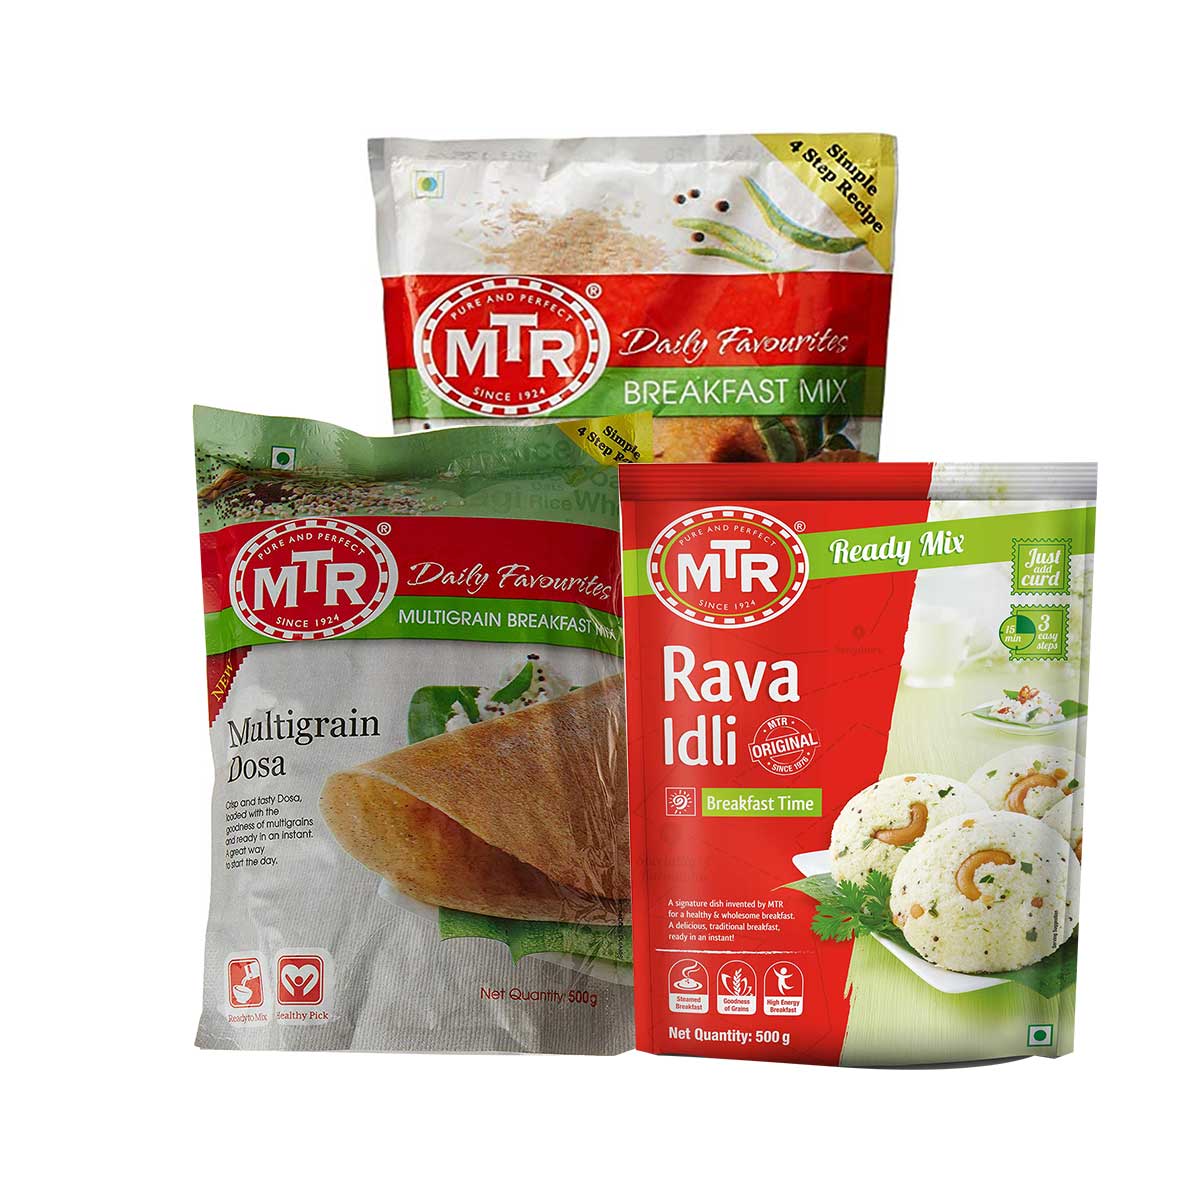 Simple
4 Step Recipe
PURE AND PERFECT
MTR
®
SINCE 1924
Daily Favourites
BREAKFAST MIX
Simple
4 Step
Rice Wh
PURE AND PERFECT
MTR
®
SINCE 1924
Daily Favourites
MULTIGRAIN BREAKFAST MIX
NEW
Multigrain
Dosa
Crisp and tasty Dosa,
loaded with the
goodness of multigrains
and ready in an instant.
A great way
to start the day.
Ready to Mix
Healthy Pick
Net Quantity: 500g
PURE AND PERFECT
MTR
®
SINCE 1924
Ready Mix
Just
add
curd
15
min
3
easy
steps
Rava
Idli
MTR
ORIGINAL
SINCE 1976
Breakfast Time
A signature dish invented by MTR
for a healthy & wholesome breakfast.
A delicious, traditional breakfast,
ready in an instant!
Steamed
Breakfast
Goodness
of Grains
High Energy
Breakfast
Net Quantity: 500 g
Serving Suggestion